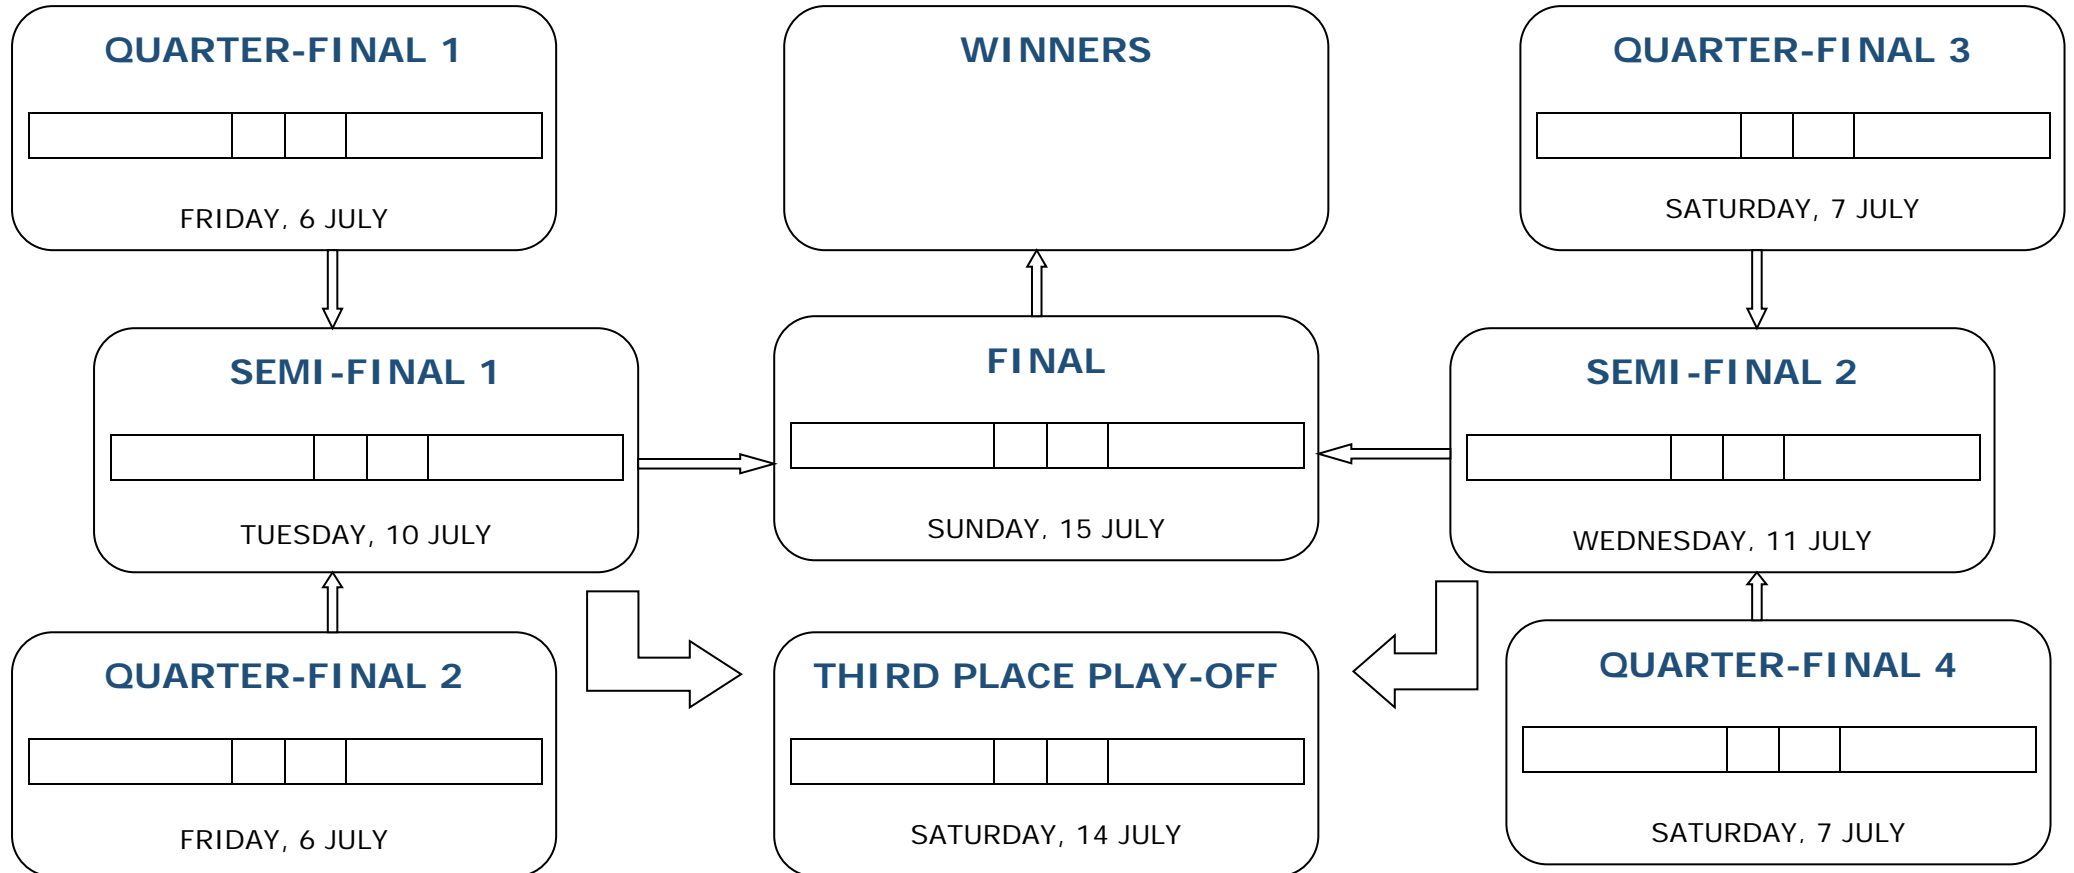 QUARTER-FINAL 1
WINNERS
QUARTER-FINAL 3
FRIDAY, 6 JULY
SATURDAY, 7 JULY
SEMI-FINAL 1
FINAL
SEMI-FINAL 2
TUESDAY, 10 JULY
SUNDAY, 15 JULY
WEDNESDAY, 11 JULY
QUARTER-FINAL 2
THIRD PLACE PLAY-OFF
QUARTER-FINAL 4
FRIDAY, 6 JULY
SATURDAY, 14 JULY
SATURDAY, 7 JULY